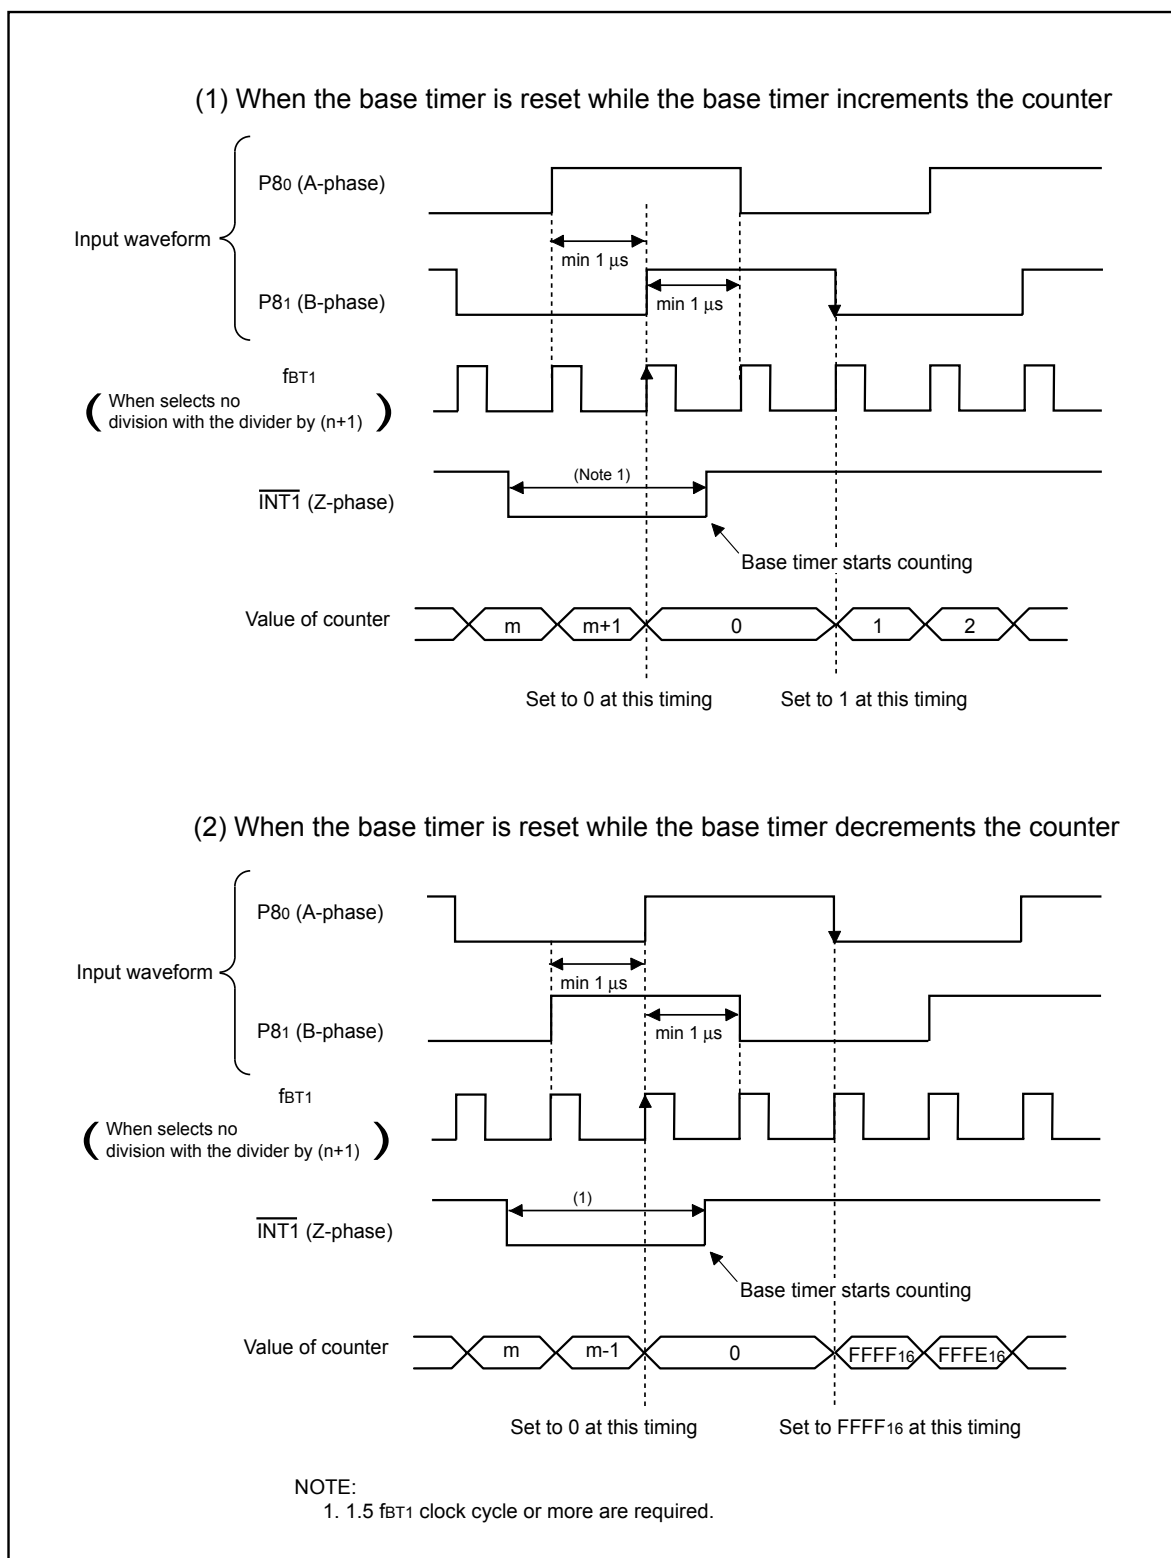 (1) When the base timer is reset while the base timer increments the counter
P80 (A-phase)
Input waveform
min 1 μs
P81 (B-phase)
min 1 μs
fBT1
(When selects no
division with the divider by (n+1))
(Note 1)
INT1 (Z-phase)
Base timer starts counting
Value of counter
m
m+1
0
1
2
Set to 0 at this timing
Set to 1 at this timing
(2) When the base timer is reset while the base timer decrements the counter
P80 (A-phase)
Input waveform
min 1 μs
P81 (B-phase)
min 1 μs
fBT1
(When selects no
division with the divider by (n+1))
(1)
INT1 (Z-phase)
Base timer starts counting
Value of counter
m
m-1
0
FFFF16
FFFE16
Set to 0 at this timing
Set to FFFF16 at this timing
NOTE:
1. 1.5 fBT1 clock cycle or more are required.